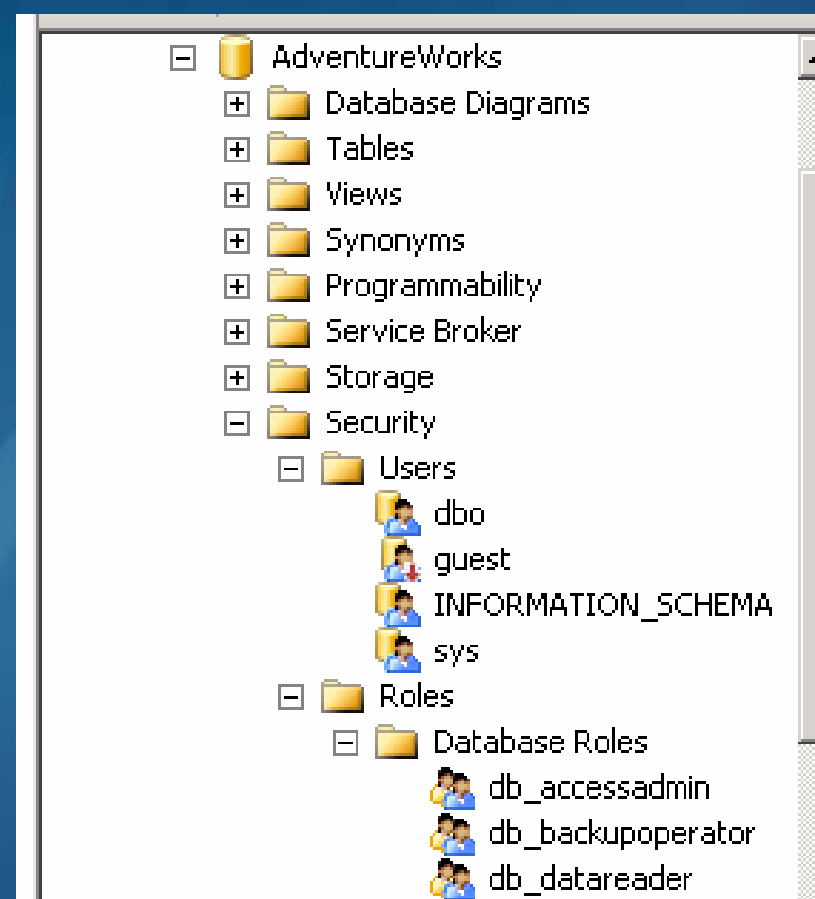 AdventureWorks
Database Diagrams
Tables
Views
Synonyms
Programmability
Service Broker
Storage
Security
Users
dbo
guest
INFORMATION_SCHEMA
sys
Roles
Database Roles
db_accessadmin
db_backupoperator
db_datareader